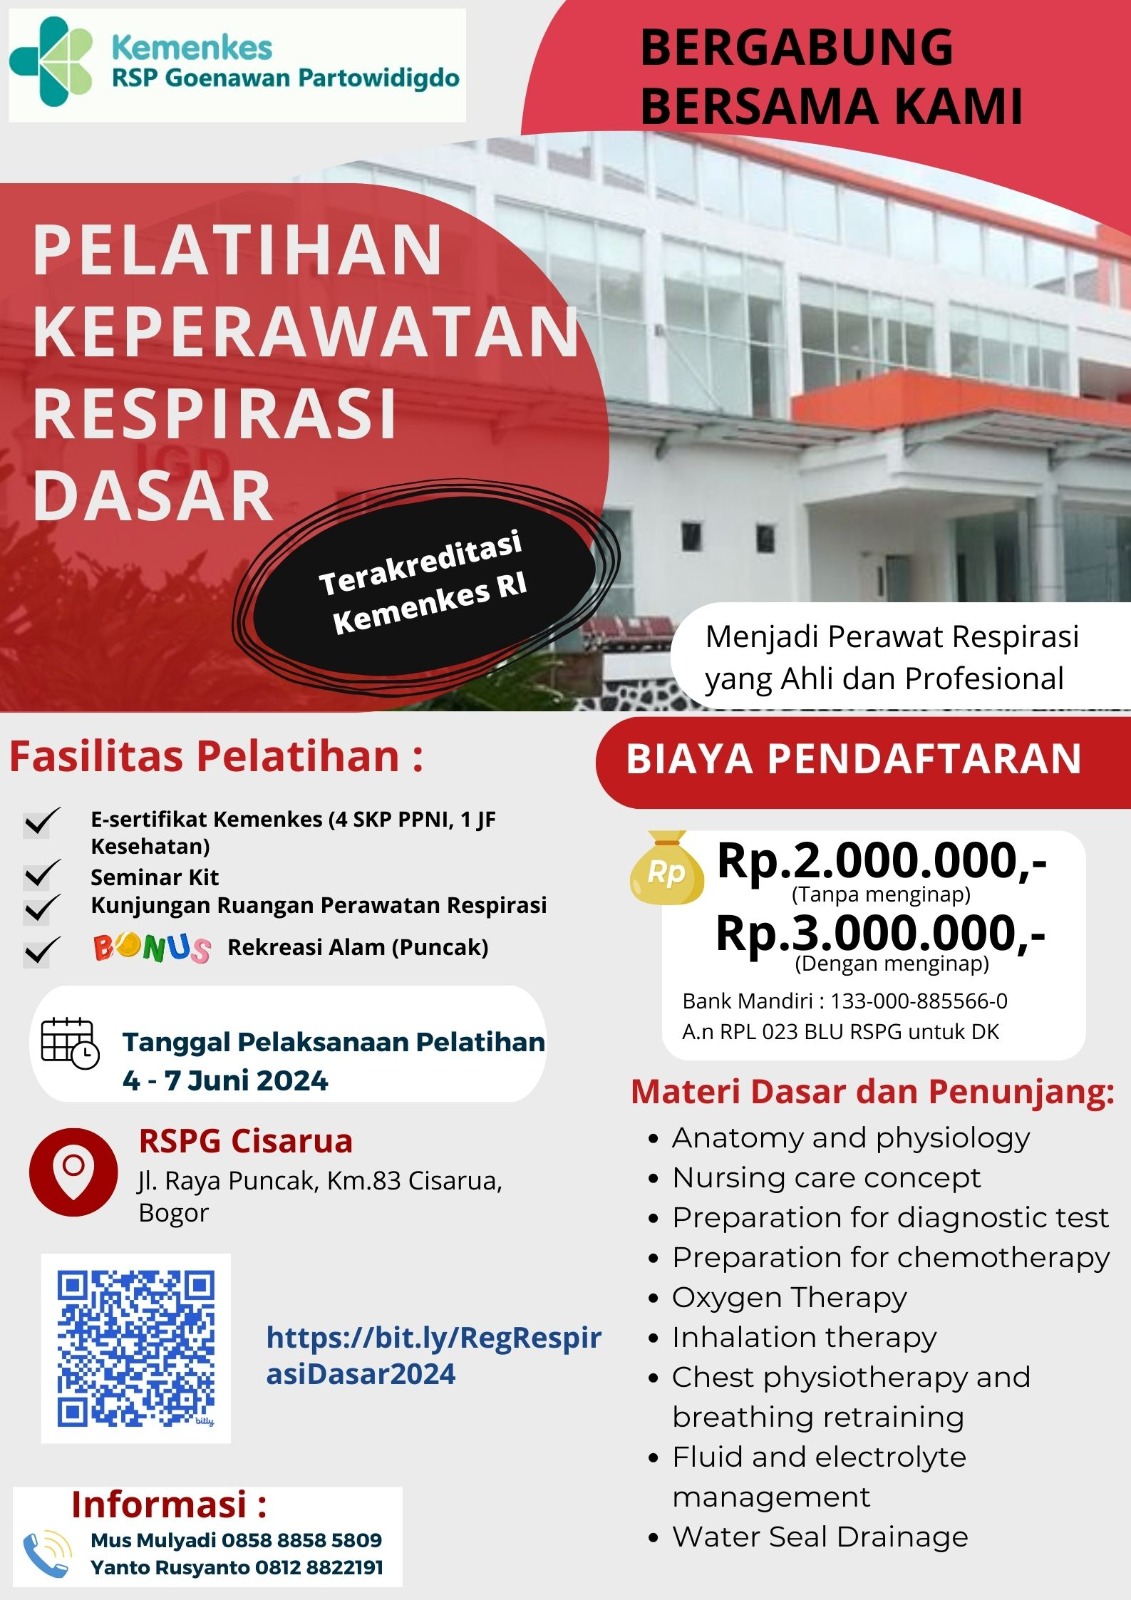 Kemenkes
RSP Goenawan Partowidigdo
BERGABUNG
BERSAMA KAMI
PELATIHAN
KEPERAWATAN
RESPIRASI
DASAR
IGD
Terakreditasi
Kemenkes RI
Menjadi Perawat Respirasi
yang Ahli dan Profesional
Fasilitas Pelatihan :
E-sertifikat Kemenkes (4 SKP PPNI, 1 JF
Kesehatan)
Seminar Kit
Kunjungan Ruangan Perawatan Respirasi
BONUS Rekreasi Alam (Puncak)
Tanggal Pelaksanaan Pelatihan
4 - 7 Juni 2024
RSPG Cisarua
Jl. Raya Puncak, Km.83 Cisarua,
Bogor
bitly
https://bit.ly/RegRespir
asiDasar2024
Informasi :
Mus Mulyadi 0858 8858 5809
Yanto Rusyanto 0812 8822191
BIAYA PENDAFTARAN
Rp
Rp.2.000.000,-
(Tanpa menginap)
Rp.3.000.000,-
(Dengan menginap)
Bank Mandiri : 133-000-885566-0
A.n RPL 023 BLU RSPG untuk DK
Materi Dasar dan Penunjang:
• Anatomy and physiology
• Nursing care concept
• Preparation for diagnostic test
• Preparation for chemotherapy
• Oxygen Therapy
• Inhalation therapy
• Chest physiotherapy and
breathing retraining
• Fluid and electrolyte
management
• Water Seal Drainage